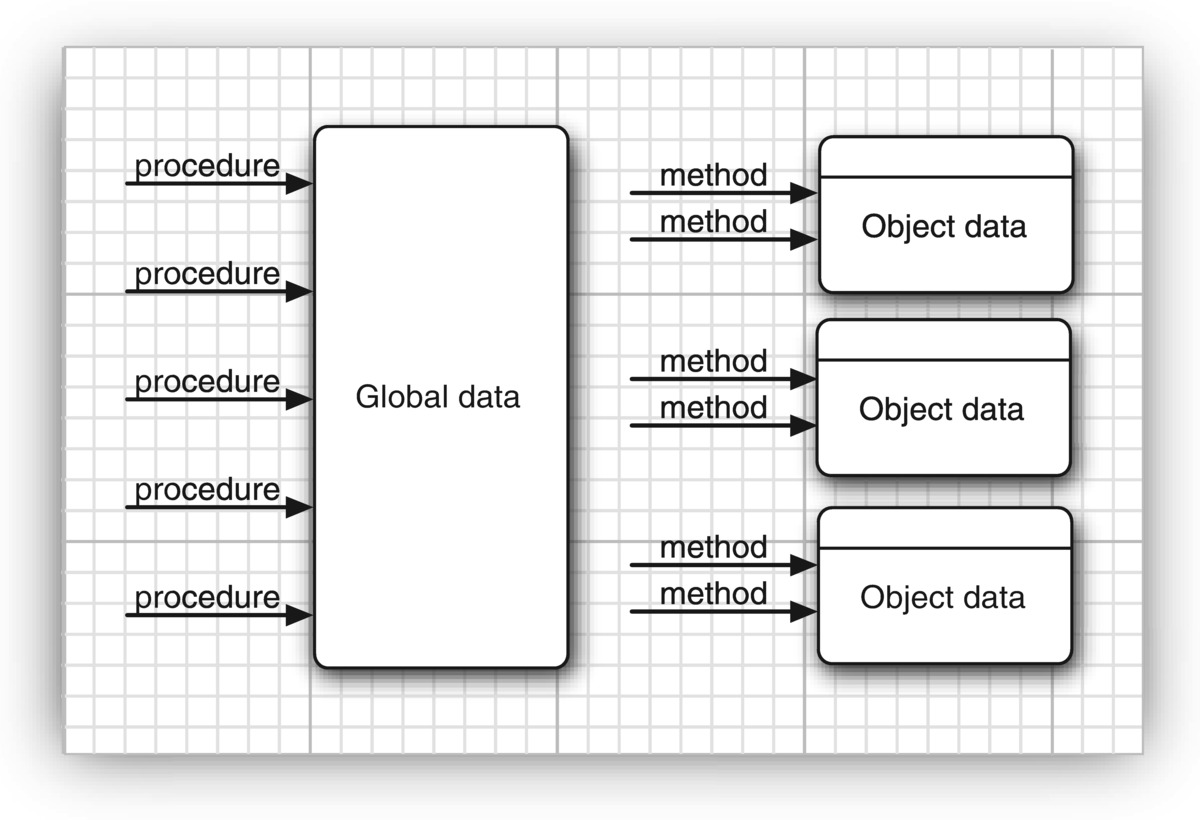 procedure
procedure
procedure
procedure
procedure
Global data
method
method
Object data
method
method
Object data
method
method
Object data